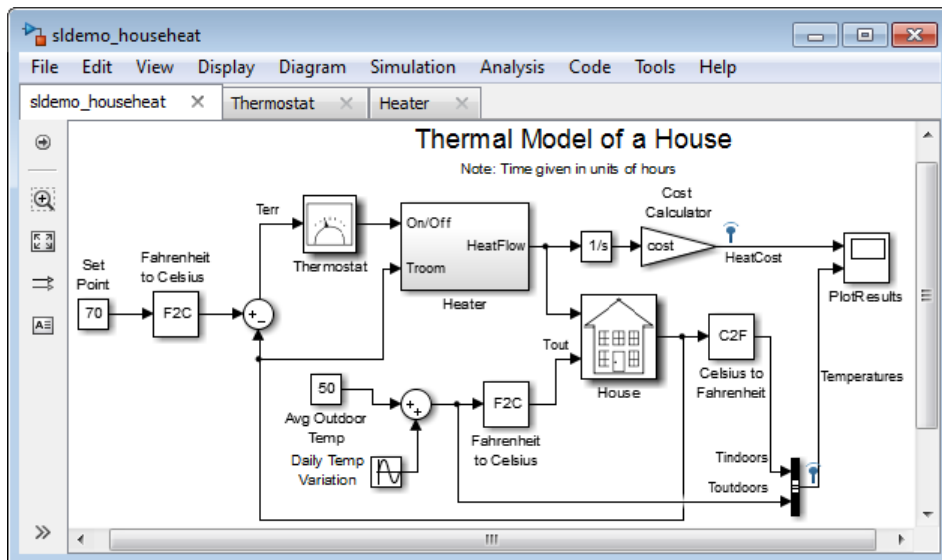 sldemo_househeat
File Edit View Display Diagram Simulation Analysis Code Tools Help
sldemo_househeat Thermostat Heater
Thermal Model of a House
Note: Time given in units of hours
Cost
Calculator
Terr
On/Off
HeatFlow
Troom
Heater
Thermostat
1/s
cost
HeatCost
PlotResults
Set
Point
70
Fahrenheit
to Celsius
F2C
+
-
Tout
House
C2F
Celsius to
Fahrenheit
Temperatures
50
Avg Outdoor
Temp
+
+
F2C
Fahrenheit
to Celsius
Daily Temp
Variation
Tindoors
Toutdoors